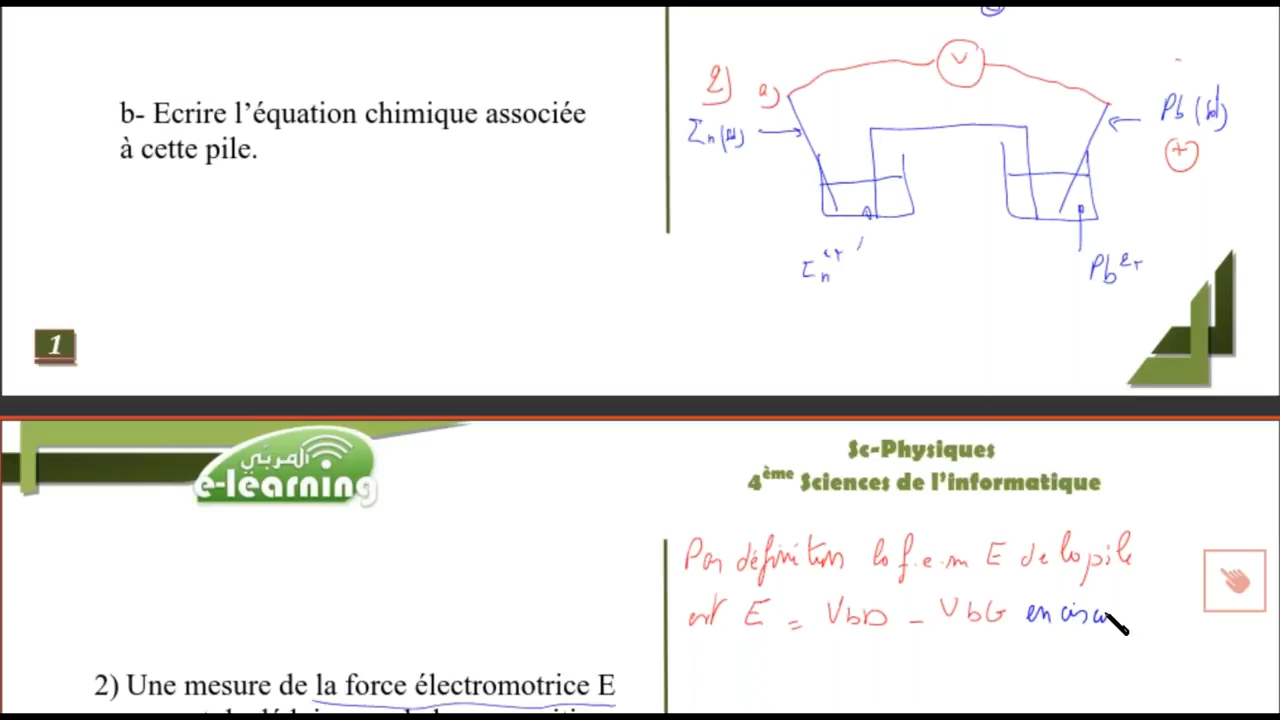 b- Ecrire l’équation chimique associée
à cette pile.
2) a)
V
Zn (sd)
Pb (sd)
+
Zn2+
Pb2+
1
العربي
e-learning
Sc-Physiques
4ème Sciences de l’informatique
Par définition la f.e.m E de la pile
est E = VbD - VbG en
2) Une mesure de la force électromotrice E